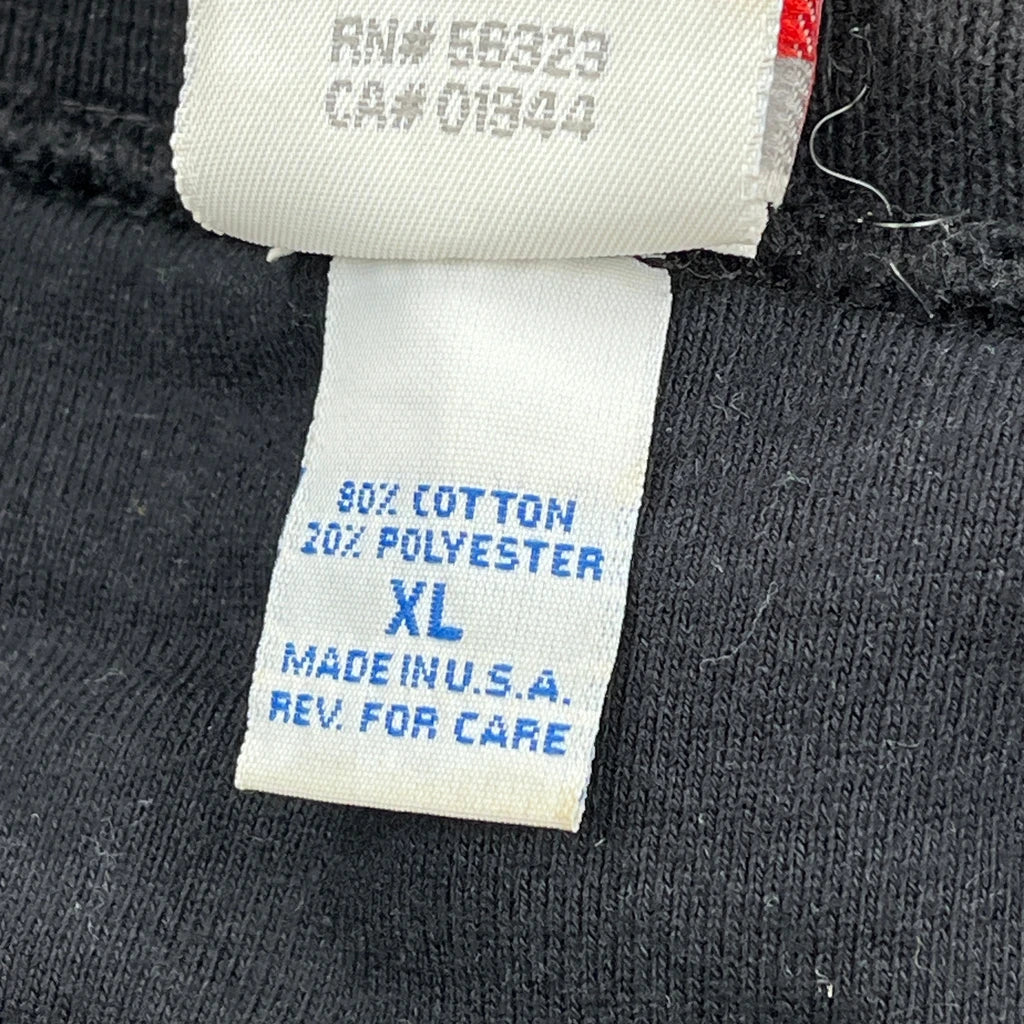 RN# 56323
CA# 01944
80% COTTON
20% POLYESTER
XL
MADE IN U.S.A.
REV. FOR CARE